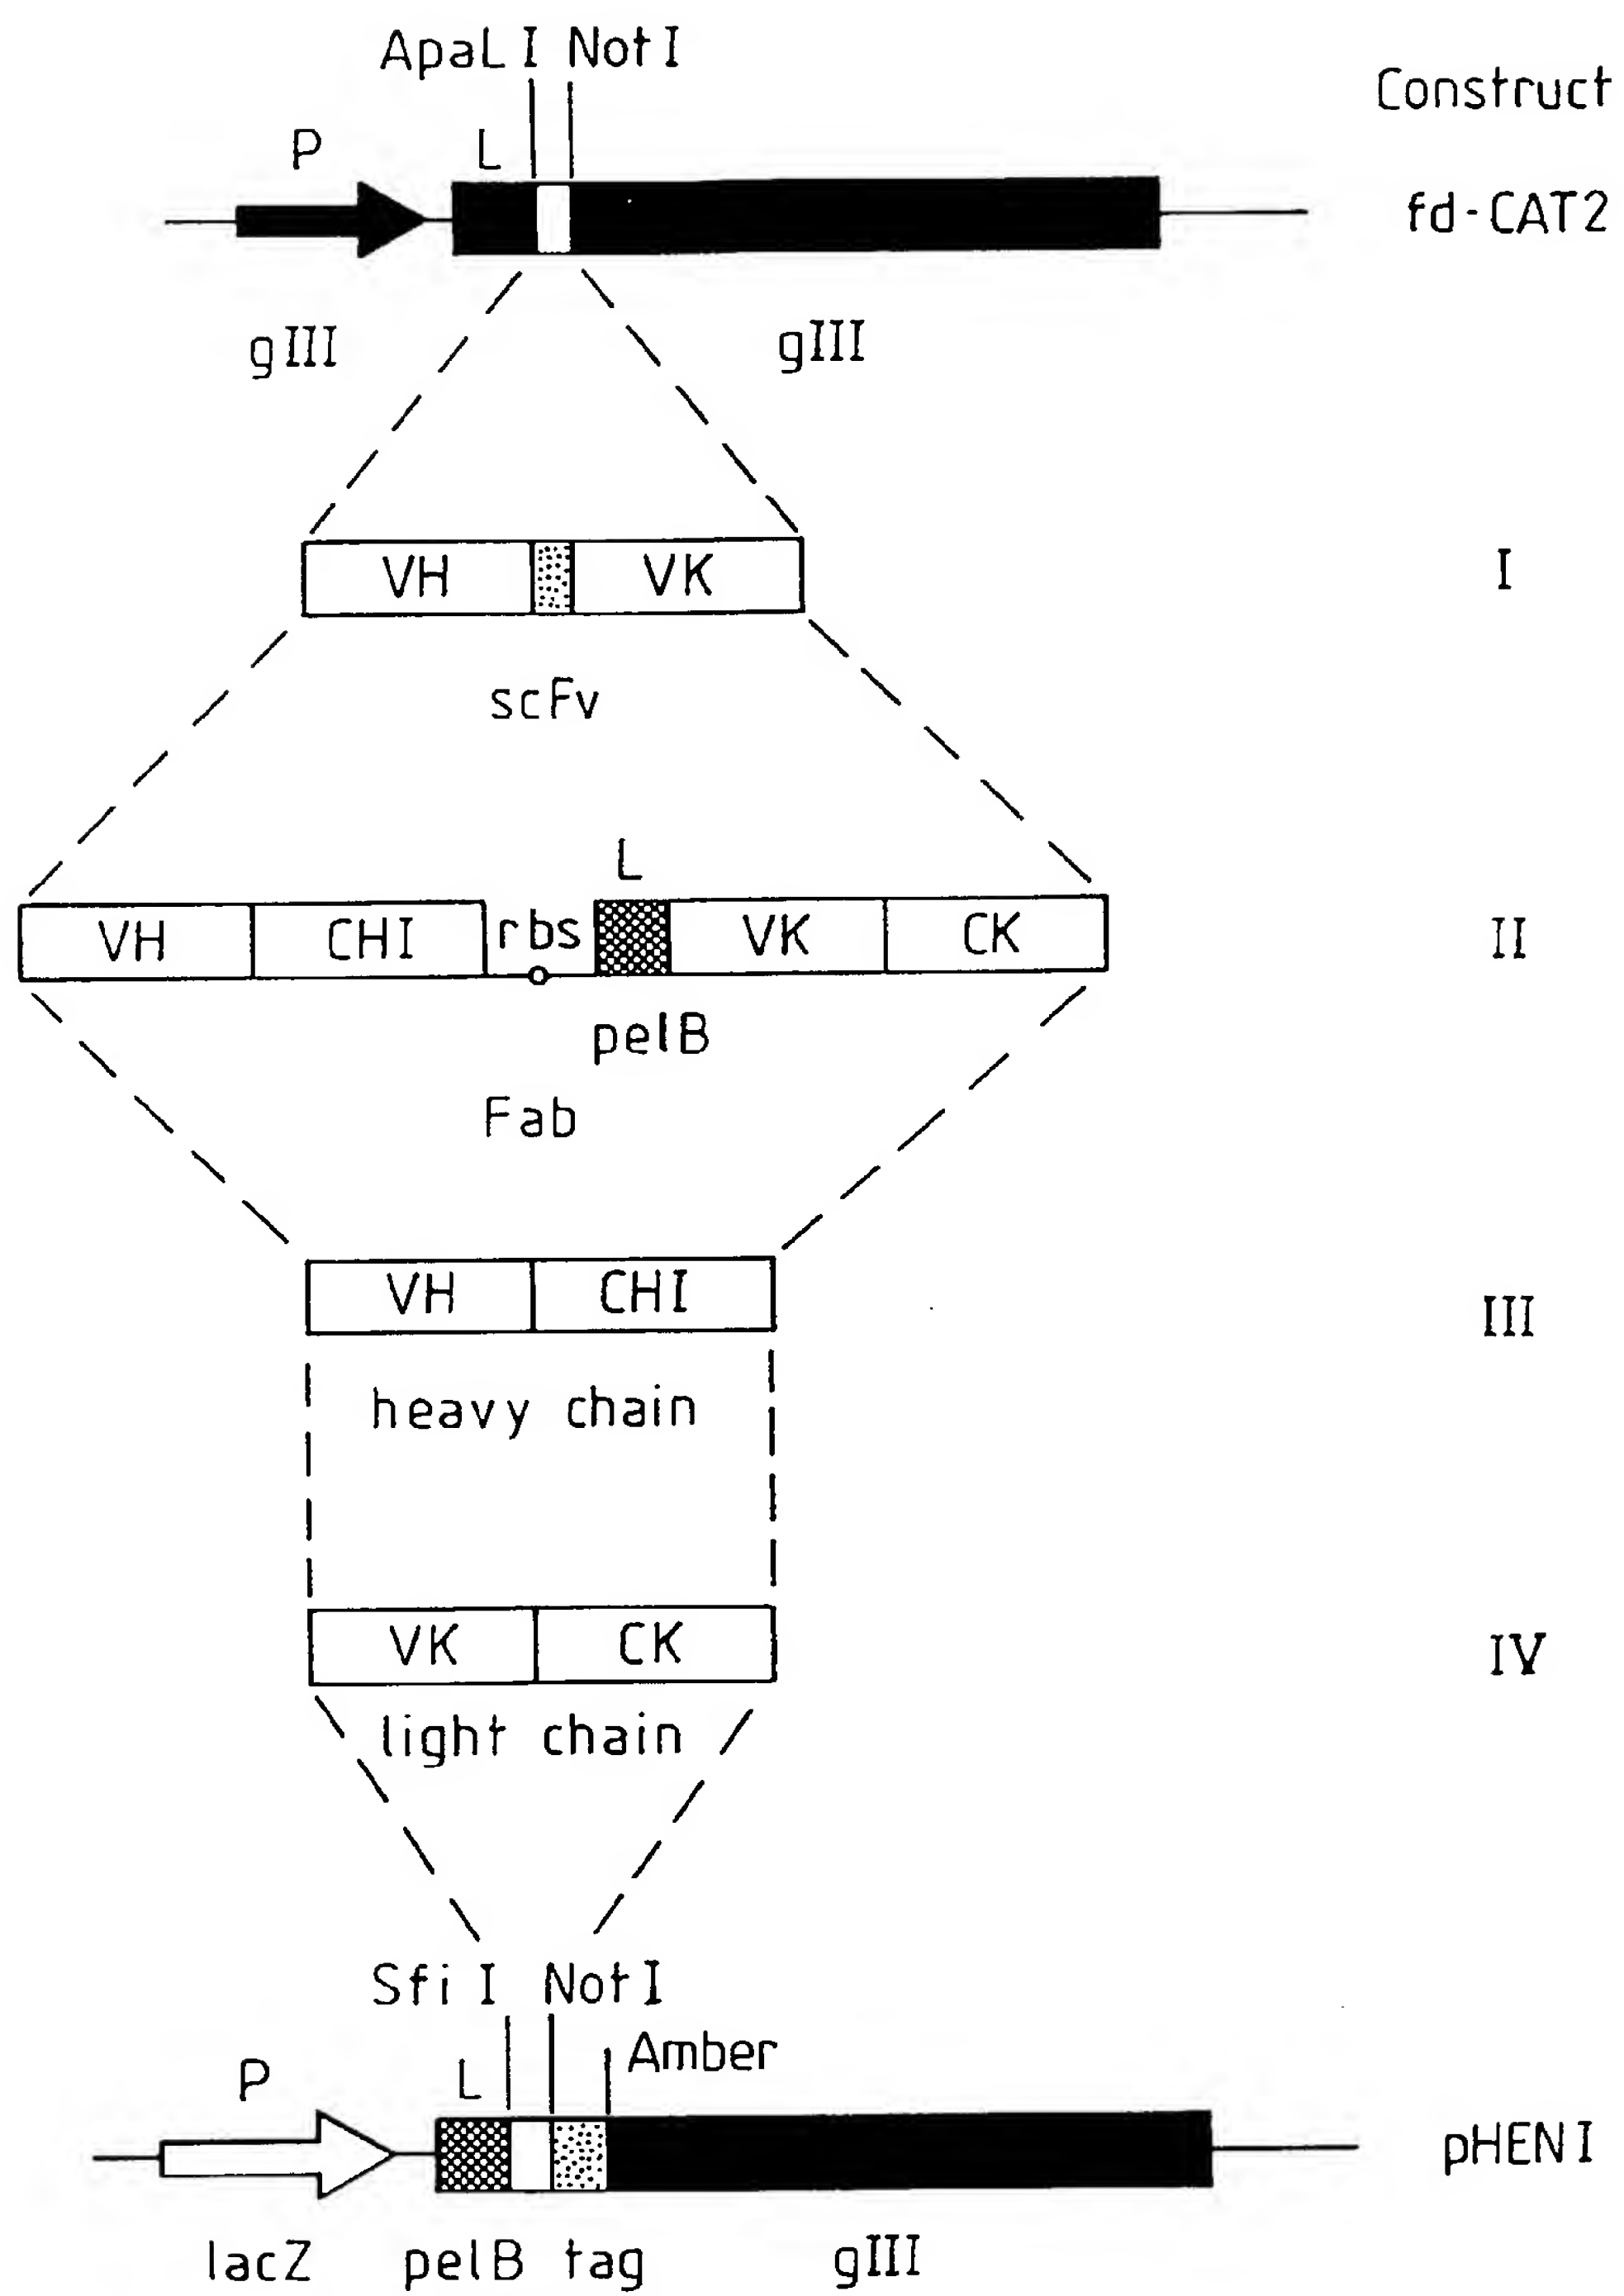 ApaL I Not I
Construct
P L
fd-CAT2
gIII gIII
VH VK I
scFv
L
VH CHI rbs VK CK II
pelB
Fab
VH CHI III
heavy chain
VK CK IV
light chain
Sfi I Not I
Amber
P L
pHEN I
lacZ pelB tag gIII